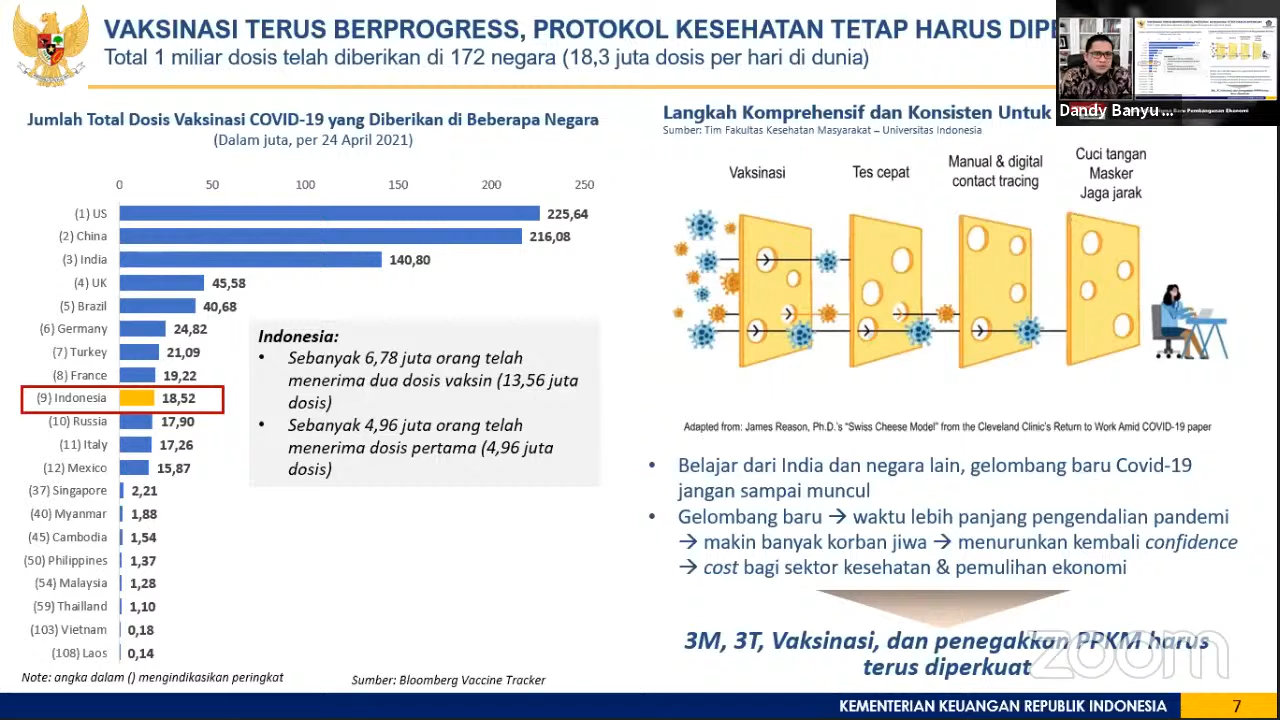 VAKSINASI TERUS BERPROGRESS, PROTOKOL KESEHATAN TETAP HARUS
Total 1 miliar dosis telah diberikan di negara (18,3 juta dosis per hari di dunia)
Jumlah Total Dosis Vaksinasi COVID-19 yang Diberikan di Beberapa Negara
(Dalam juta, per 24 April 2021)
0 50 100 150 200 250
(1) US 225,64
(2) China 216,08
(3) India 140,80
(4) UK 45,58
(5) Brazil 40,68
(6) Germany 24,82
(7) Turkey 21,09
(8) France 19,22
(9) Indonesia 18,52
(10) Russia 17,90
(11) Italy 17,26
(12) Mexico 15,87
(37) Singapore 2,21
(40) Myanmar 1,88
(45) Cambodia 1,54
(50) Philippines 1,37
(54) Malaysia 1,28
(59) Thailland 1,10
(103) Vietnam 0,18
(108) Laos 0,14
Indonesia:
• Sebanyak 6,78 juta orang telah
menerima dua dosis vaksin (13,56 juta
dosis)
• Sebanyak 4,96 juta orang telah
menerima dosis pertama (4,96 juta
dosis)
Note: angka dalam () mengindikasikan peringkat
Sumber: Bloomberg Vaccine Tracker
Langkah Komprehensif dan Konsisten Untuk
Sumber: Tim Fakultas Kesehatan Masyarakat – Universitas Indonesia
Vaksinasi
Tes cepat
Manual & digital
contact tracing
Cuci tangan
Masker
Jaga jarak
Adapted from: James Reason, Ph.D.'s “Swiss Cheese Model” from the Cleveland Clinic's Return to Work Amid COVID-19 paper
• Belajar dari India dan negara lain, gelombang baru Covid-19
jangan sampai muncul
• Gelombang baru → waktu lebih panjang pengendalian pandemi
→ makin banyak korban jiwa → menurunkan kembali confidence
→ cost bagi sektor kesehatan & pemulihan ekonomi
3M, 3T, Vaksinasi, dan penegakkan PPKM harus
terus diperkuat
zoom
KEMENTERIAN KEUANGAN REPUBLIK INDONESIA 7
Dandy Banyu ...
Pembangunan Ekonomi